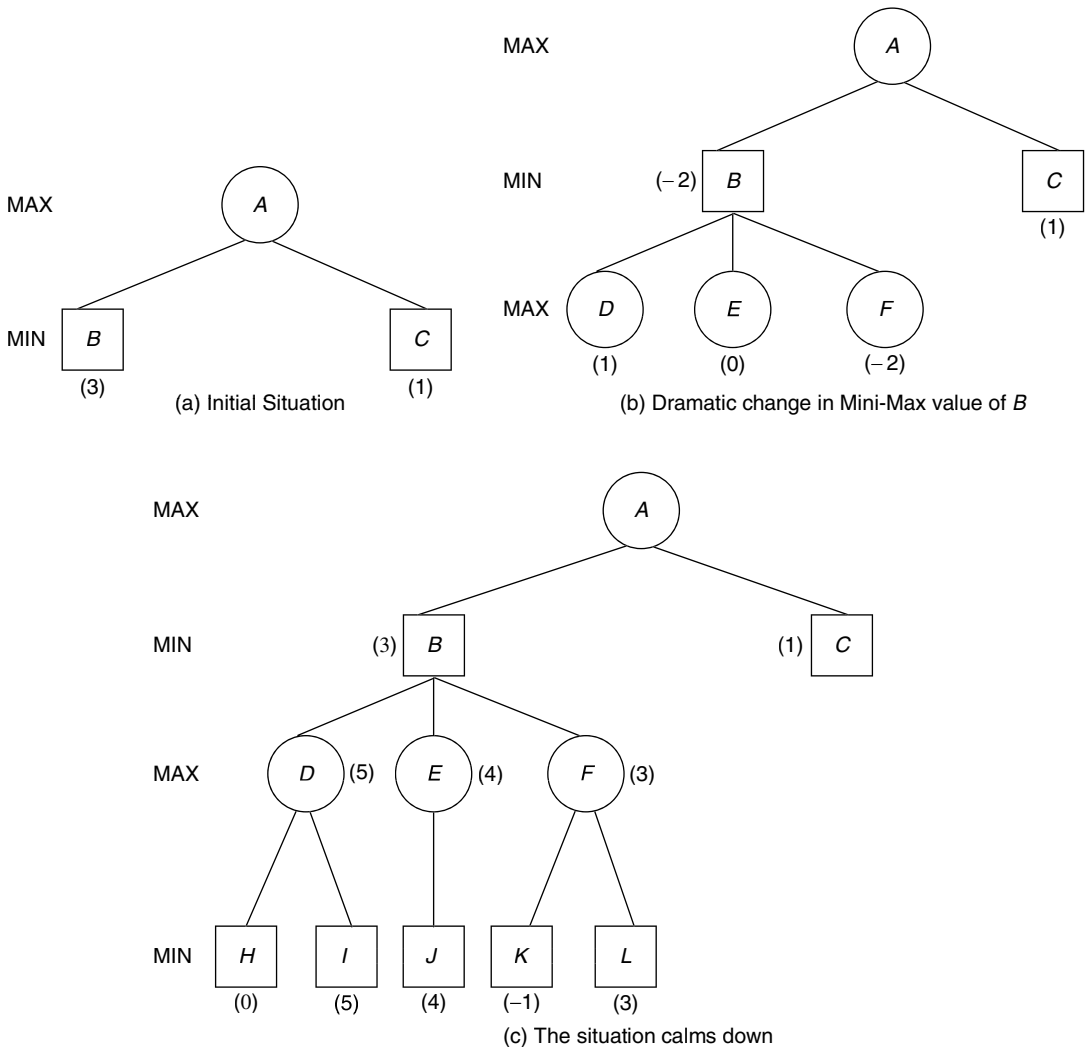 MAX A
MIN B C
(3) (1)
(a) Initial Situation
MAX A
MIN (−2) B C
(1)
MAX D E F
(1) (0) (−2)
(b) Dramatic change in Mini-Max value of B
MAX A
MIN (3) B (1) C
MAX D (5) E (4) F (3)
MIN H I J K L
(0) (5) (4) (−1) (3)
(c) The situation calms down